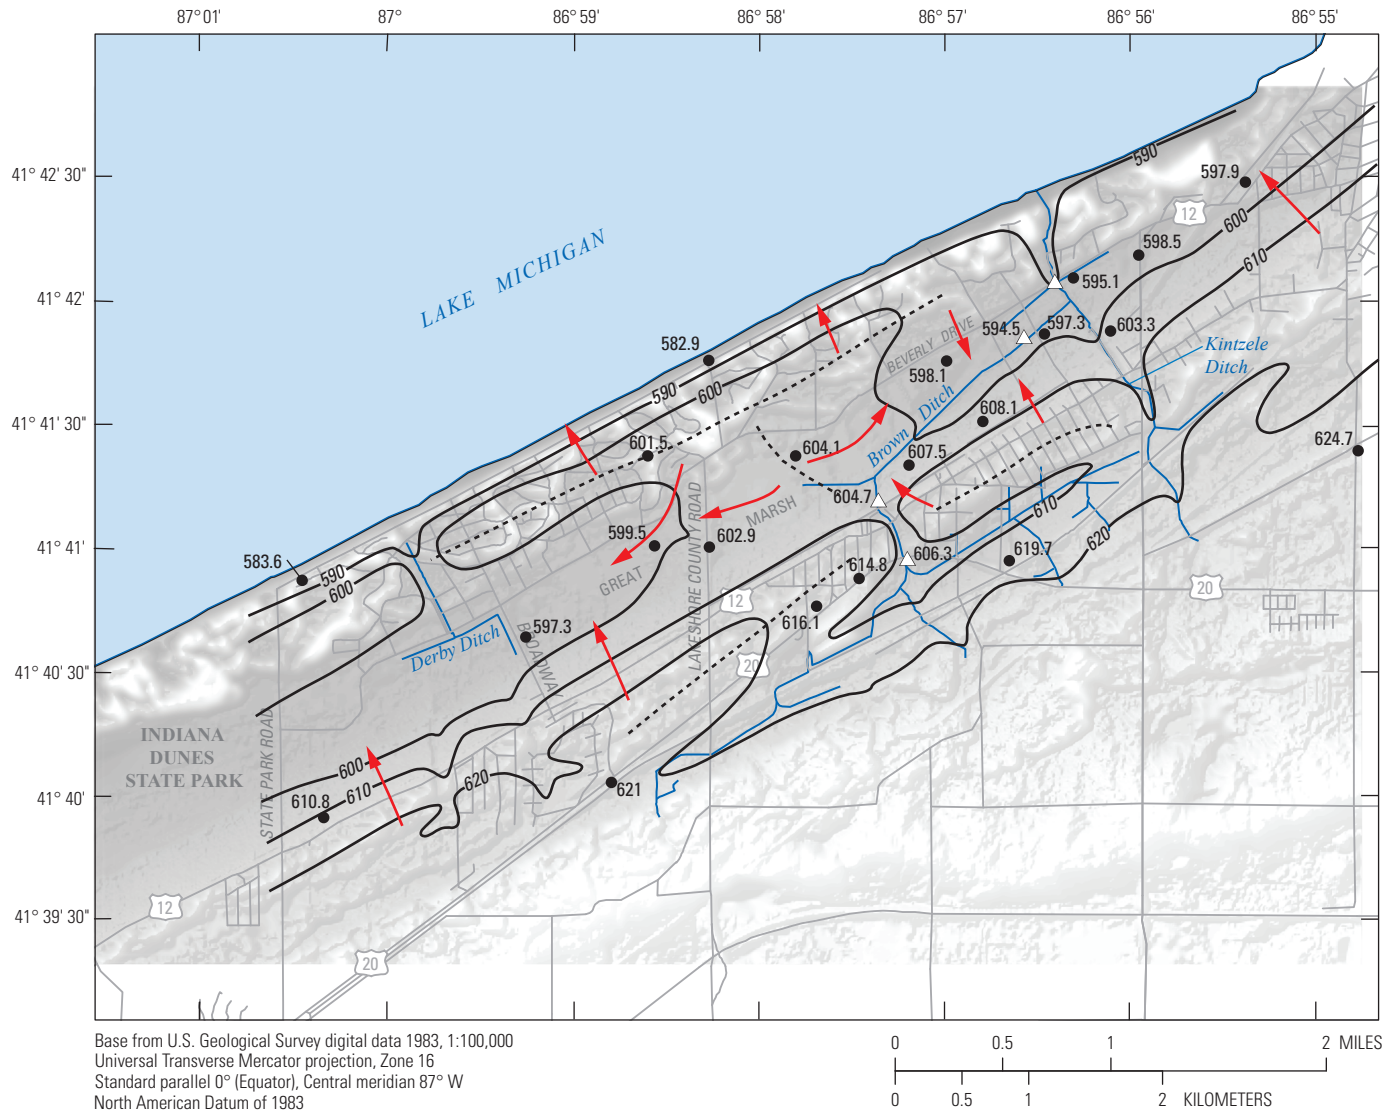 87° 01'
87°
86° 59'
86° 58'
86° 57'
86° 56'
86° 55'
41° 42' 30"
41° 42'
41° 41' 30"
41° 41'
41° 40' 30"
41° 40'
41° 39' 30"
LAKE MICHIGAN
590
597.9
12
600
598.5
610
595.1
582.9
594.5
597.3
603.3
BEVERLY DRIVE
598.1
Kintzele
Ditch
590
600
Brown Ditch
608.1
624.7
601.5
604.1
607.5
604.7
MARSH
LAKESHORE COUNTY ROAD
610
599.5
602.9
606.3
619.7
620
583.6
590
600
GREAT
614.8
12
616.1
20
597.3
Derby Ditch
BROADWAY
20
INDIANA
DUNES
STATE PARK
STATE PARK ROAD
600
610
620
610.8
621
12
20
Base from U.S. Geological Survey digital data 1983, 1:100,000
Universal Transverse Mercator projection, Zone 16
Standard parallel 0° (Equator), Central meridian 87° W
North American Datum of 1983
0 0.5 1 2 MILES
0 0.5 1 2 KILOMETERS